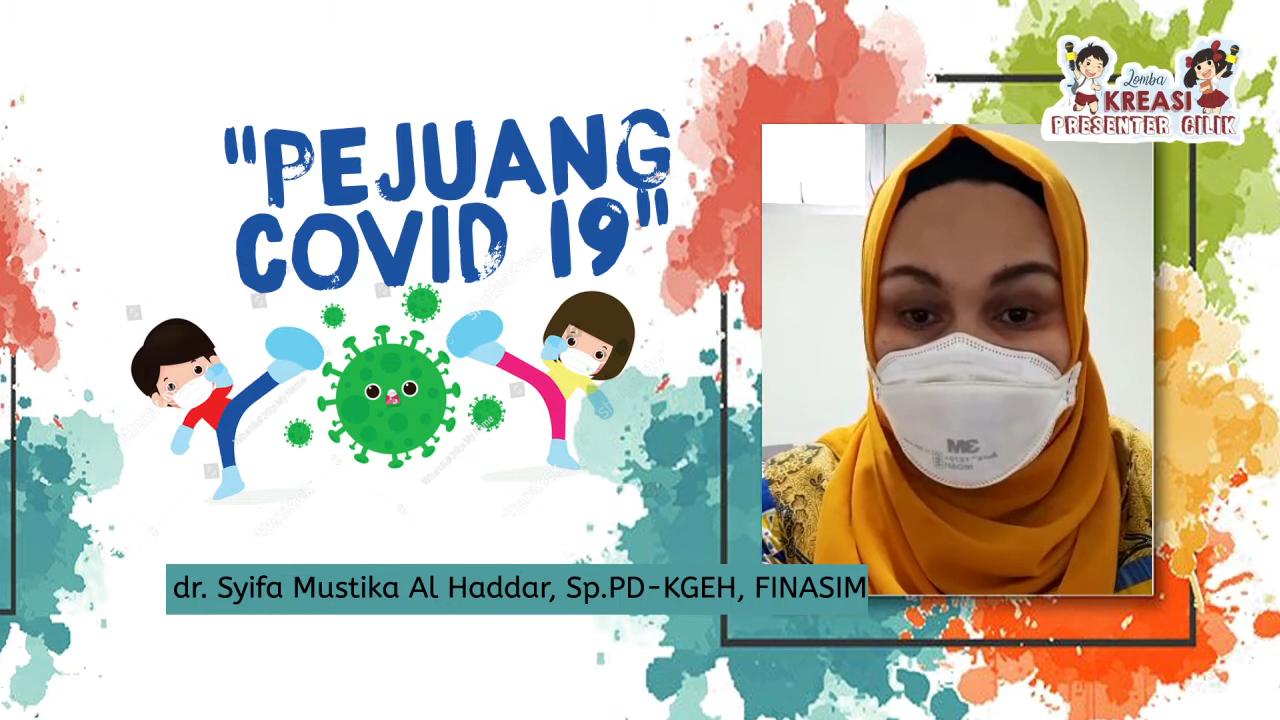 "PEJUANG
COVID 19"
Lomba
KREASI
PRESENTER CILIK
3M
dr. Syifa Mustika Al Haddar, Sp.PD-KGEH, FINASIM